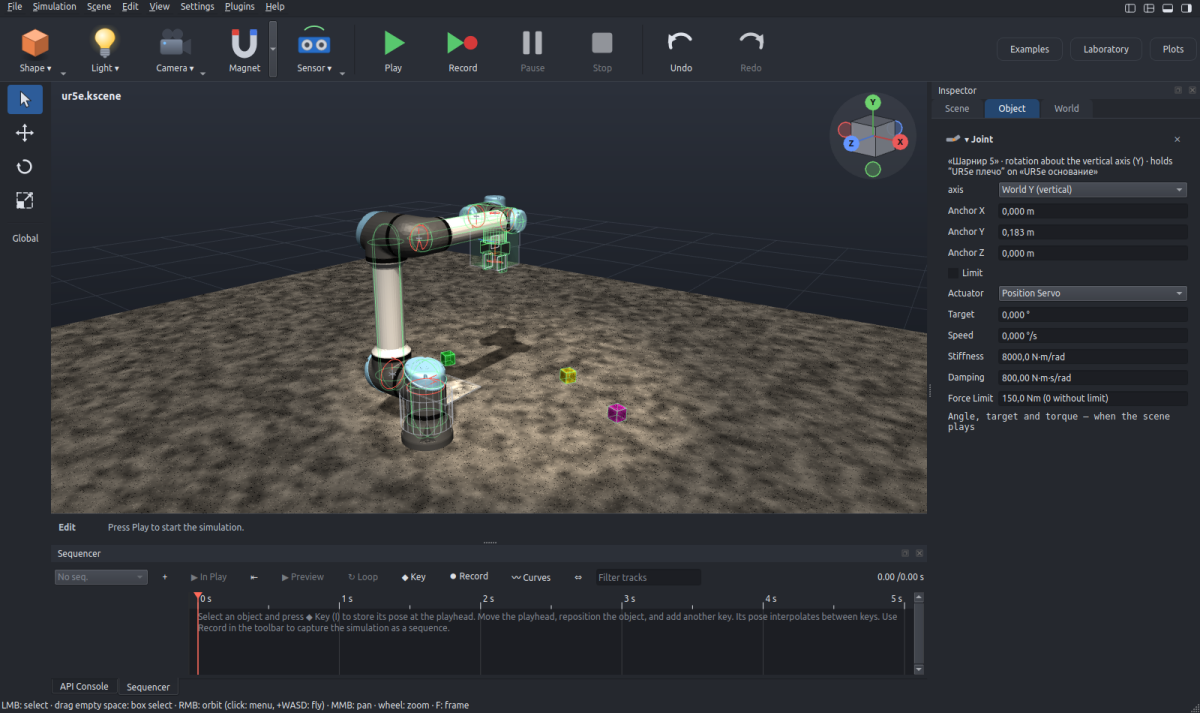 File Simulation Scene Edit View Settings Plugins Help
Shape ▾ Light ▾ Camera ▾ Magnet Sensor ▾ Play Record Pause Stop Undo Redo Examples Laboratory Plots
ur5e.kscene
Y
Z
X
Global
Inspector
Scene Object World
▾ Joint
«Шарнир 5» · rotation about the vertical axis (Y) · holds
"UR5e плечо" on «UR5e основание»
axis World Y (vertical)
Anchor X 0,000 m
Anchor Y 0,183 m
Anchor Z 0,000 m
Limit
Actuator Position Servo
Target 0,000 °
Speed 0,000 °/s
Stiffness 8000,0 N·m/rad
Damping 800,00 N·m·s/rad
Force Limit 150,0 Nm (0 without limit)
Angle, target and torque — when the scene
plays
Edit Press Play to start the simulation.
Sequencer
No seq. + ▶ In Play ⇤ ▶ Preview ↻ Loop ◆ Key ● Record Curves ⇔ Filter tracks 0.00 /0.00 s
0 s 1 s 2 s 3 s 4 s 5 s
Select an object and press ◆ Key (I) to store its pose at the playhead. Move the playhead, reposition the object, and add another key. Its pose interpolates between keys. Use
Record in the toolbar to capture the simulation as a sequence.
API Console Sequencer
LMB: select · drag empty space: box select · RMB: orbit (click: menu, +WASD: fly) · MMB: pan · wheel: zoom · F: frame